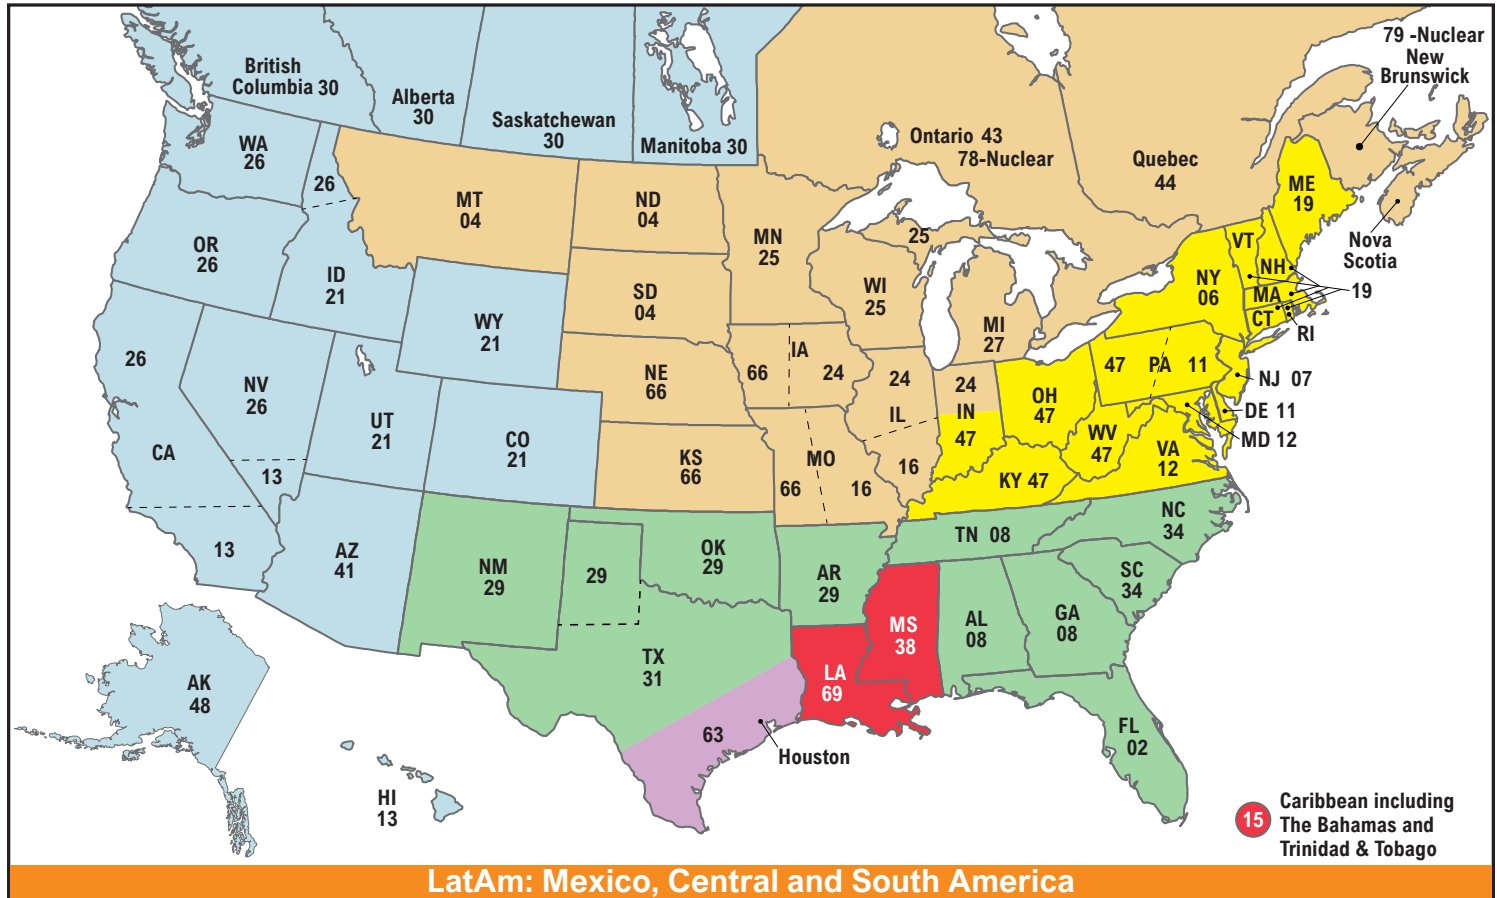 79 -Nuclear
New
Brunswick
British
Columbia 30
Alberta
30
Saskatchewan
30
Manitoba 30
Ontario 43
78-Nuclear
Quebec
44
WA
26
26
MT
04
ND
04
MN
25
25
ME
19
Nova
Scotia
OR
26
ID
21
WY
21
SD
04
WI
25
MI
27
NY
06
VT
NH
MA
CT
19
RI
26
NV
26
UT
21
CO
21
NE
66
IA
66
24
24
IL
16
24
IN
47
OH
47
47
PA
11
NJ 07
DE 11
MD 12
CA
13
13
KS
66
MO
66
16
KY 47
WV
47
VA
12
AZ
41
NM
29
29
OK
29
AR
29
TN 08
NC
34
SC
34
MS
38
AL
08
GA
08
TX
31
LA
69
63
Houston
FL
02
AK
48
HI
13
15
Caribbean including
The Bahamas and
Trinidad & Tobago
LatAm: Mexico, Central and South America